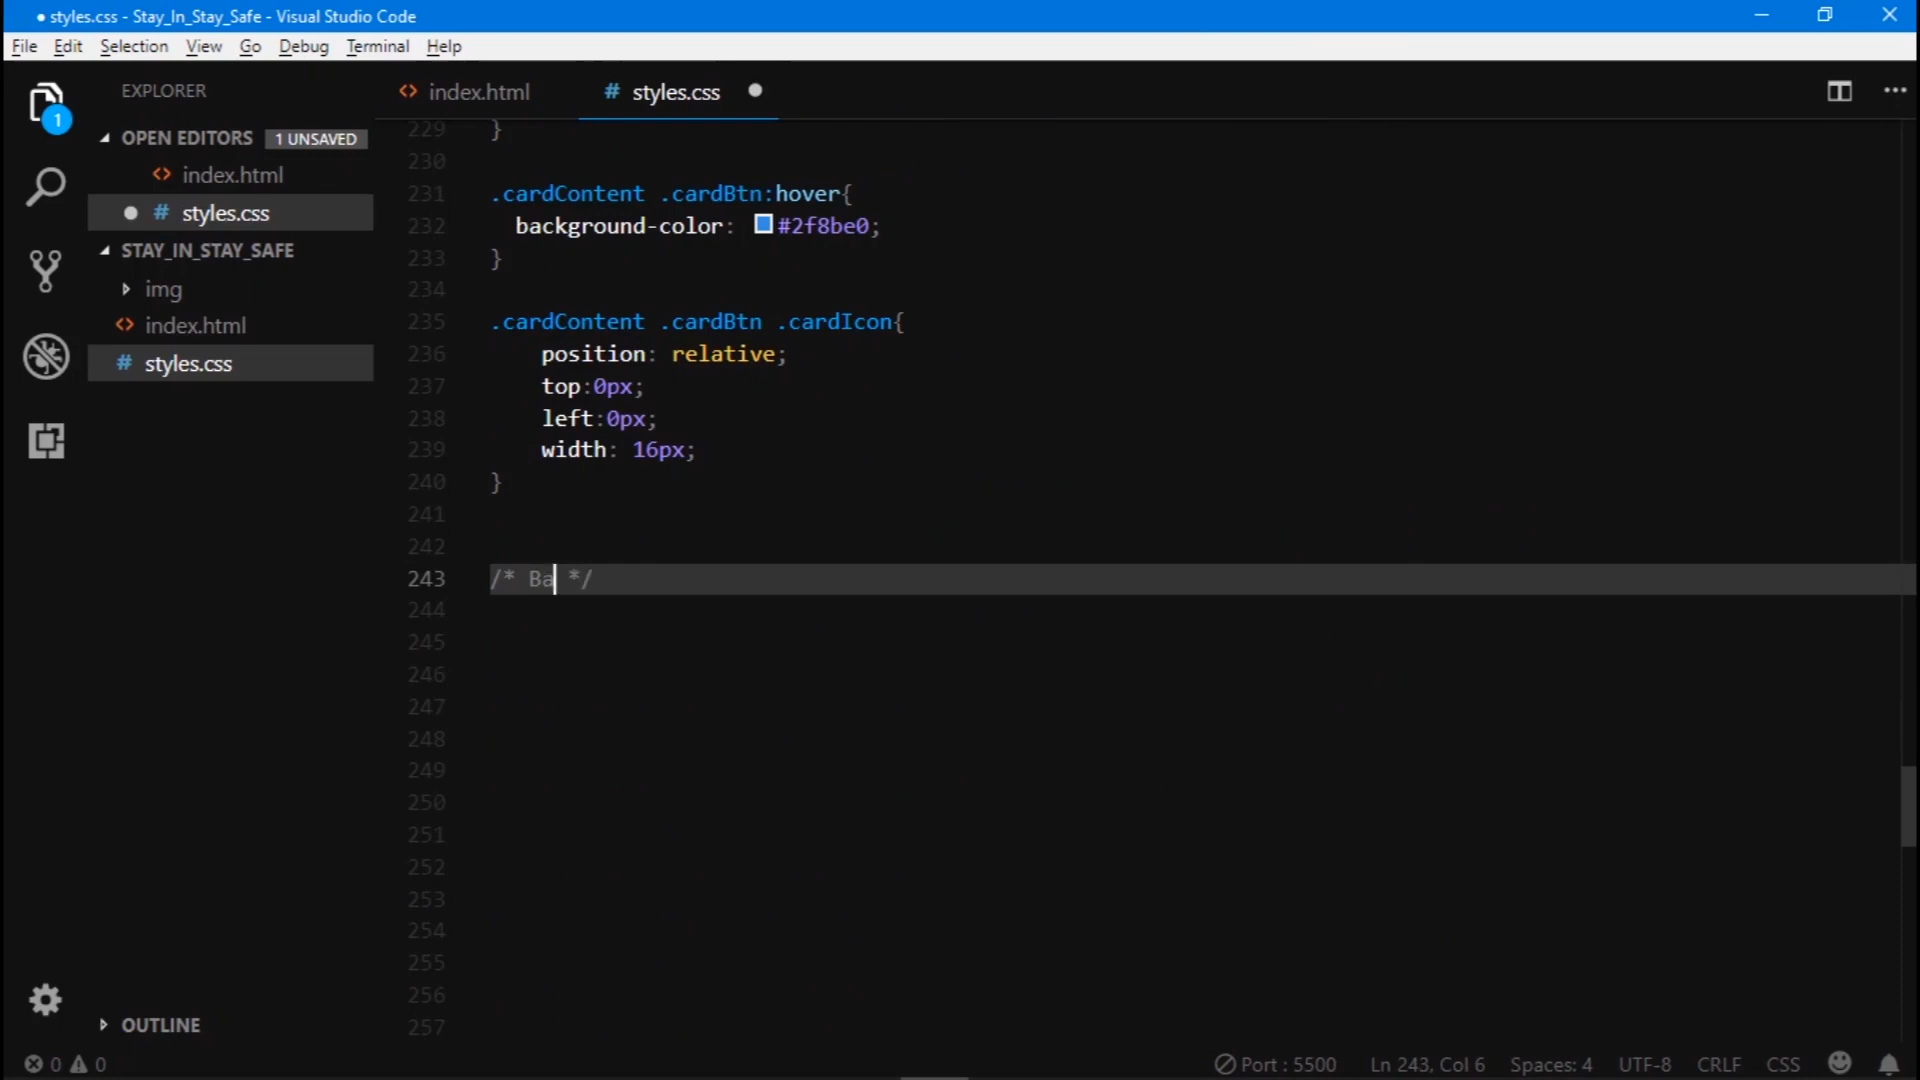 ● styles.css - Stay_In_Stay_Safe - Visual Studio Code
File Edit Selection View Go Debug Terminal Help
EXPLORER
1
OPEN EDITORS 1 UNSAVED
<> index.html
● # styles.css
STAY_IN_STAY_SAFE
img
<> index.html
# styles.css
OUTLINE
<> index.html # styles.css ●
229 }
230
231 .cardContent .cardBtn:hover{
232   background-color: #2f8be0;
233 }
234
235 .cardContent .cardBtn .cardIcon{
236     position: relative;
237     top:0px;
238     left:0px;
239     width: 16px;
240 }
241
242
243 /* Ba */
244
245
246
247
248
249
250
251
252
253
254
255
256
257
0 0 Port : 5500 Ln 243, Col 6 Spaces: 4 UTF-8 CRLF CSS